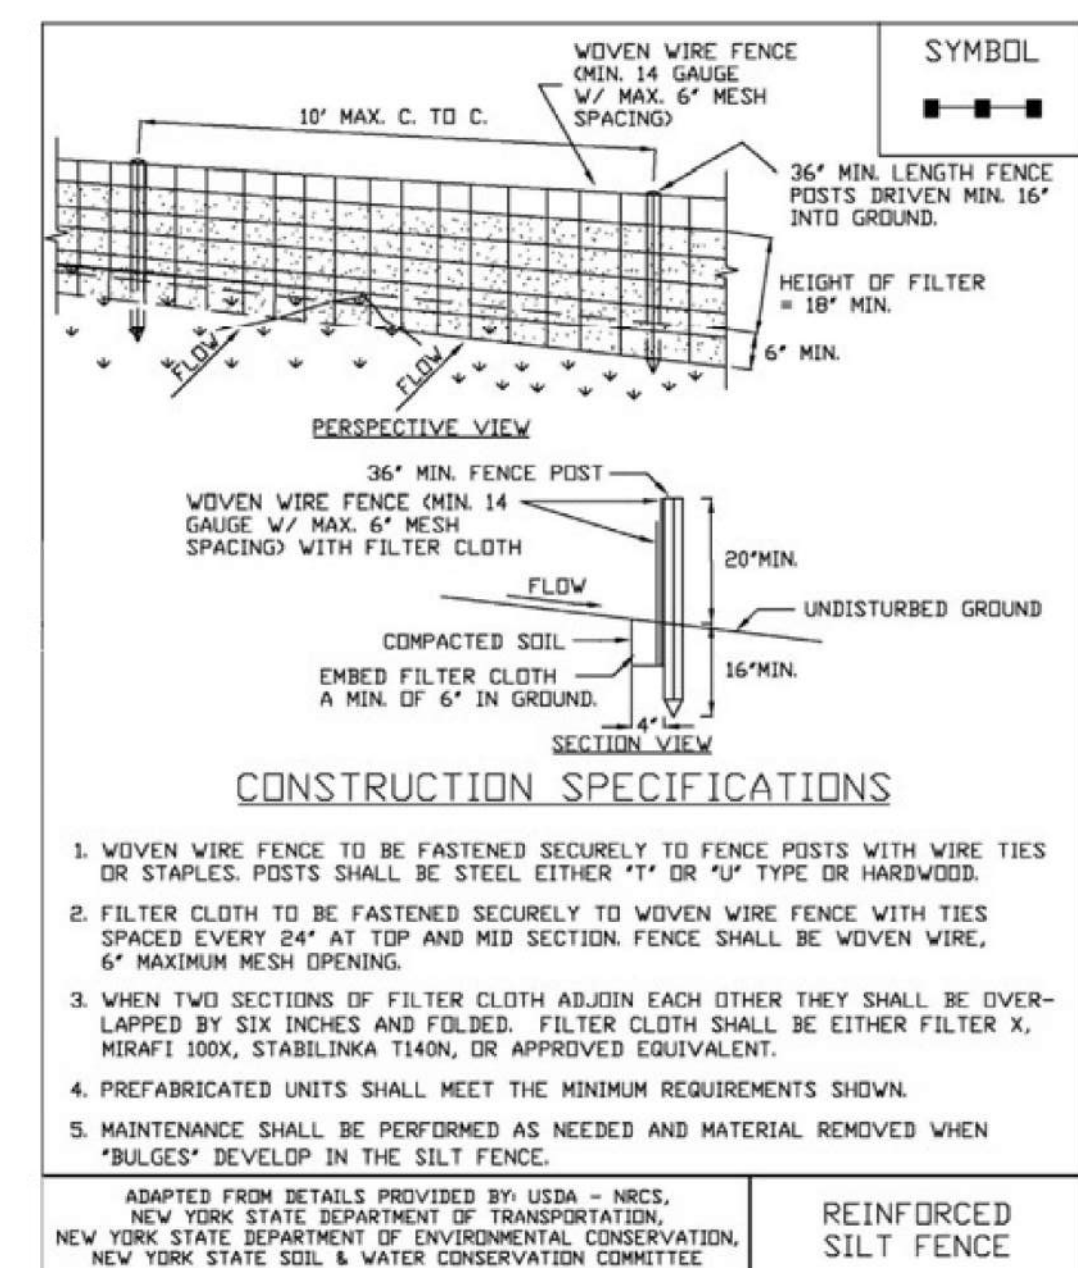 WOVEN WIRE FENCE
(MIN. 14 GAUGE
W/ MAX. 6" MESH
SPACING)
SYMBOL
10' MAX. C. TO C.
36" MIN. LENGTH FENCE
POSTS DRIVEN MIN. 16"
INTO GROUND.
HEIGHT OF FILTER
= 18" MIN.
6" MIN.
FLOW
FLOW
PERSPECTIVE VIEW
36" MIN. FENCE POST
WOVEN WIRE FENCE (MIN. 14
GAUGE W/ MAX. 6" MESH
SPACING) WITH FILTER CLOTH
20"MIN.
FLOW
UNDISTURBED GROUND
COMPACTED SOIL
EMBED FILTER CLOTH
A MIN. OF 6" IN GROUND.
16"MIN.
4"
SECTION VIEW
CONSTRUCTION SPECIFICATIONS
1. WOVEN WIRE FENCE TO BE FASTENED SECURELY TO FENCE POSTS WITH WIRE TIES
OR STAPLES. POSTS SHALL BE STEEL EITHER "T" OR "U" TYPE OR HARDWOOD.
2. FILTER CLOTH TO BE FASTENED SECURELY TO WOVEN WIRE FENCE WITH TIES
SPACED EVERY 24" AT TOP AND MID SECTION. FENCE SHALL BE WOVEN WIRE,
6" MAXIMUM MESH OPENING.
3. WHEN TWO SECTIONS OF FILTER CLOTH ADJOIN EACH OTHER THEY SHALL BE OVER-
LAPPED BY SIX INCHES AND FOLDED. FILTER CLOTH SHALL BE EITHER FILTER X,
MIRAFI 100X, STABILINKA T140N, OR APPROVED EQUIVALENT.
4. PREFABRICATED UNITS SHALL MEET THE MINIMUM REQUIREMENTS SHOWN.
5. MAINTENANCE SHALL BE PERFORMED AS NEEDED AND MATERIAL REMOVED WHEN
"BULGES" DEVELOP IN THE SILT FENCE.
ADAPTED FROM DETAILS PROVIDED BY: USDA - NRCS,
NEW YORK STATE DEPARTMENT OF TRANSPORTATION,
NEW YORK STATE DEPARTMENT OF ENVIRONMENTAL CONSERVATION,
NEW YORK STATE SOIL & WATER CONSERVATION COMMITTEE
REINFORCED
SILT FENCE